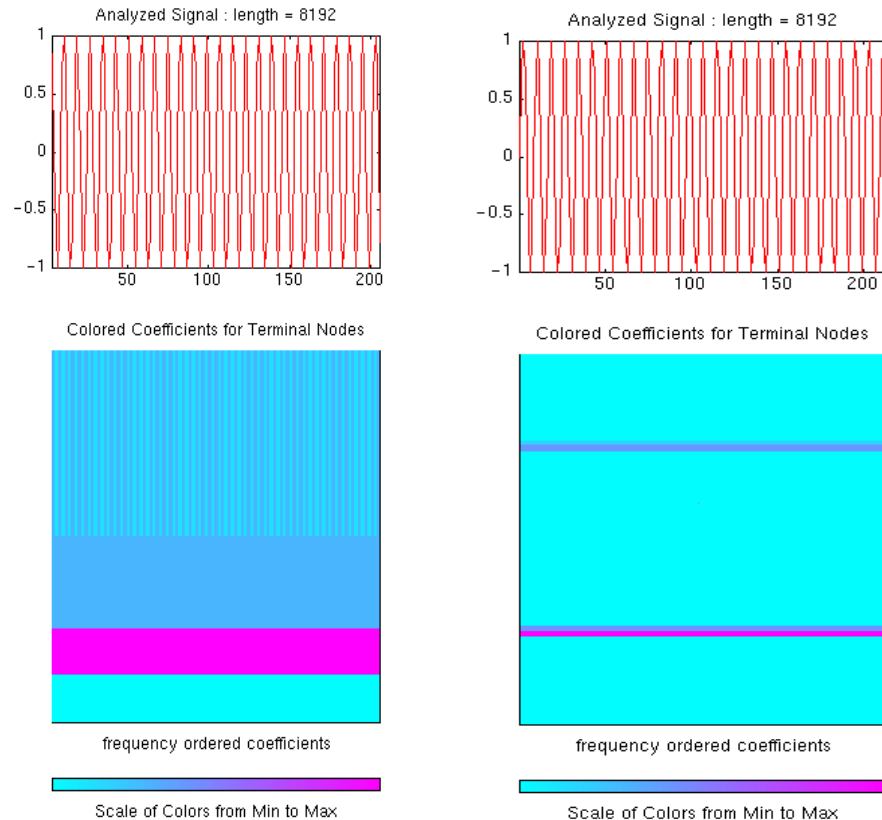 Analyzed Signal : length = 8192
1
0.5
0
−0.5
−1
50 100 150 200
Colored Coefficients for Terminal Nodes
frequency ordered coefficients
Scale of Colors from Min to Max
Analyzed Signal : length = 8192
1
0.5
0
−0.5
−1
50 100 150 200
Colored Coefficients for Terminal Nodes
frequency ordered coefficients
Scale of Colors from Min to Max